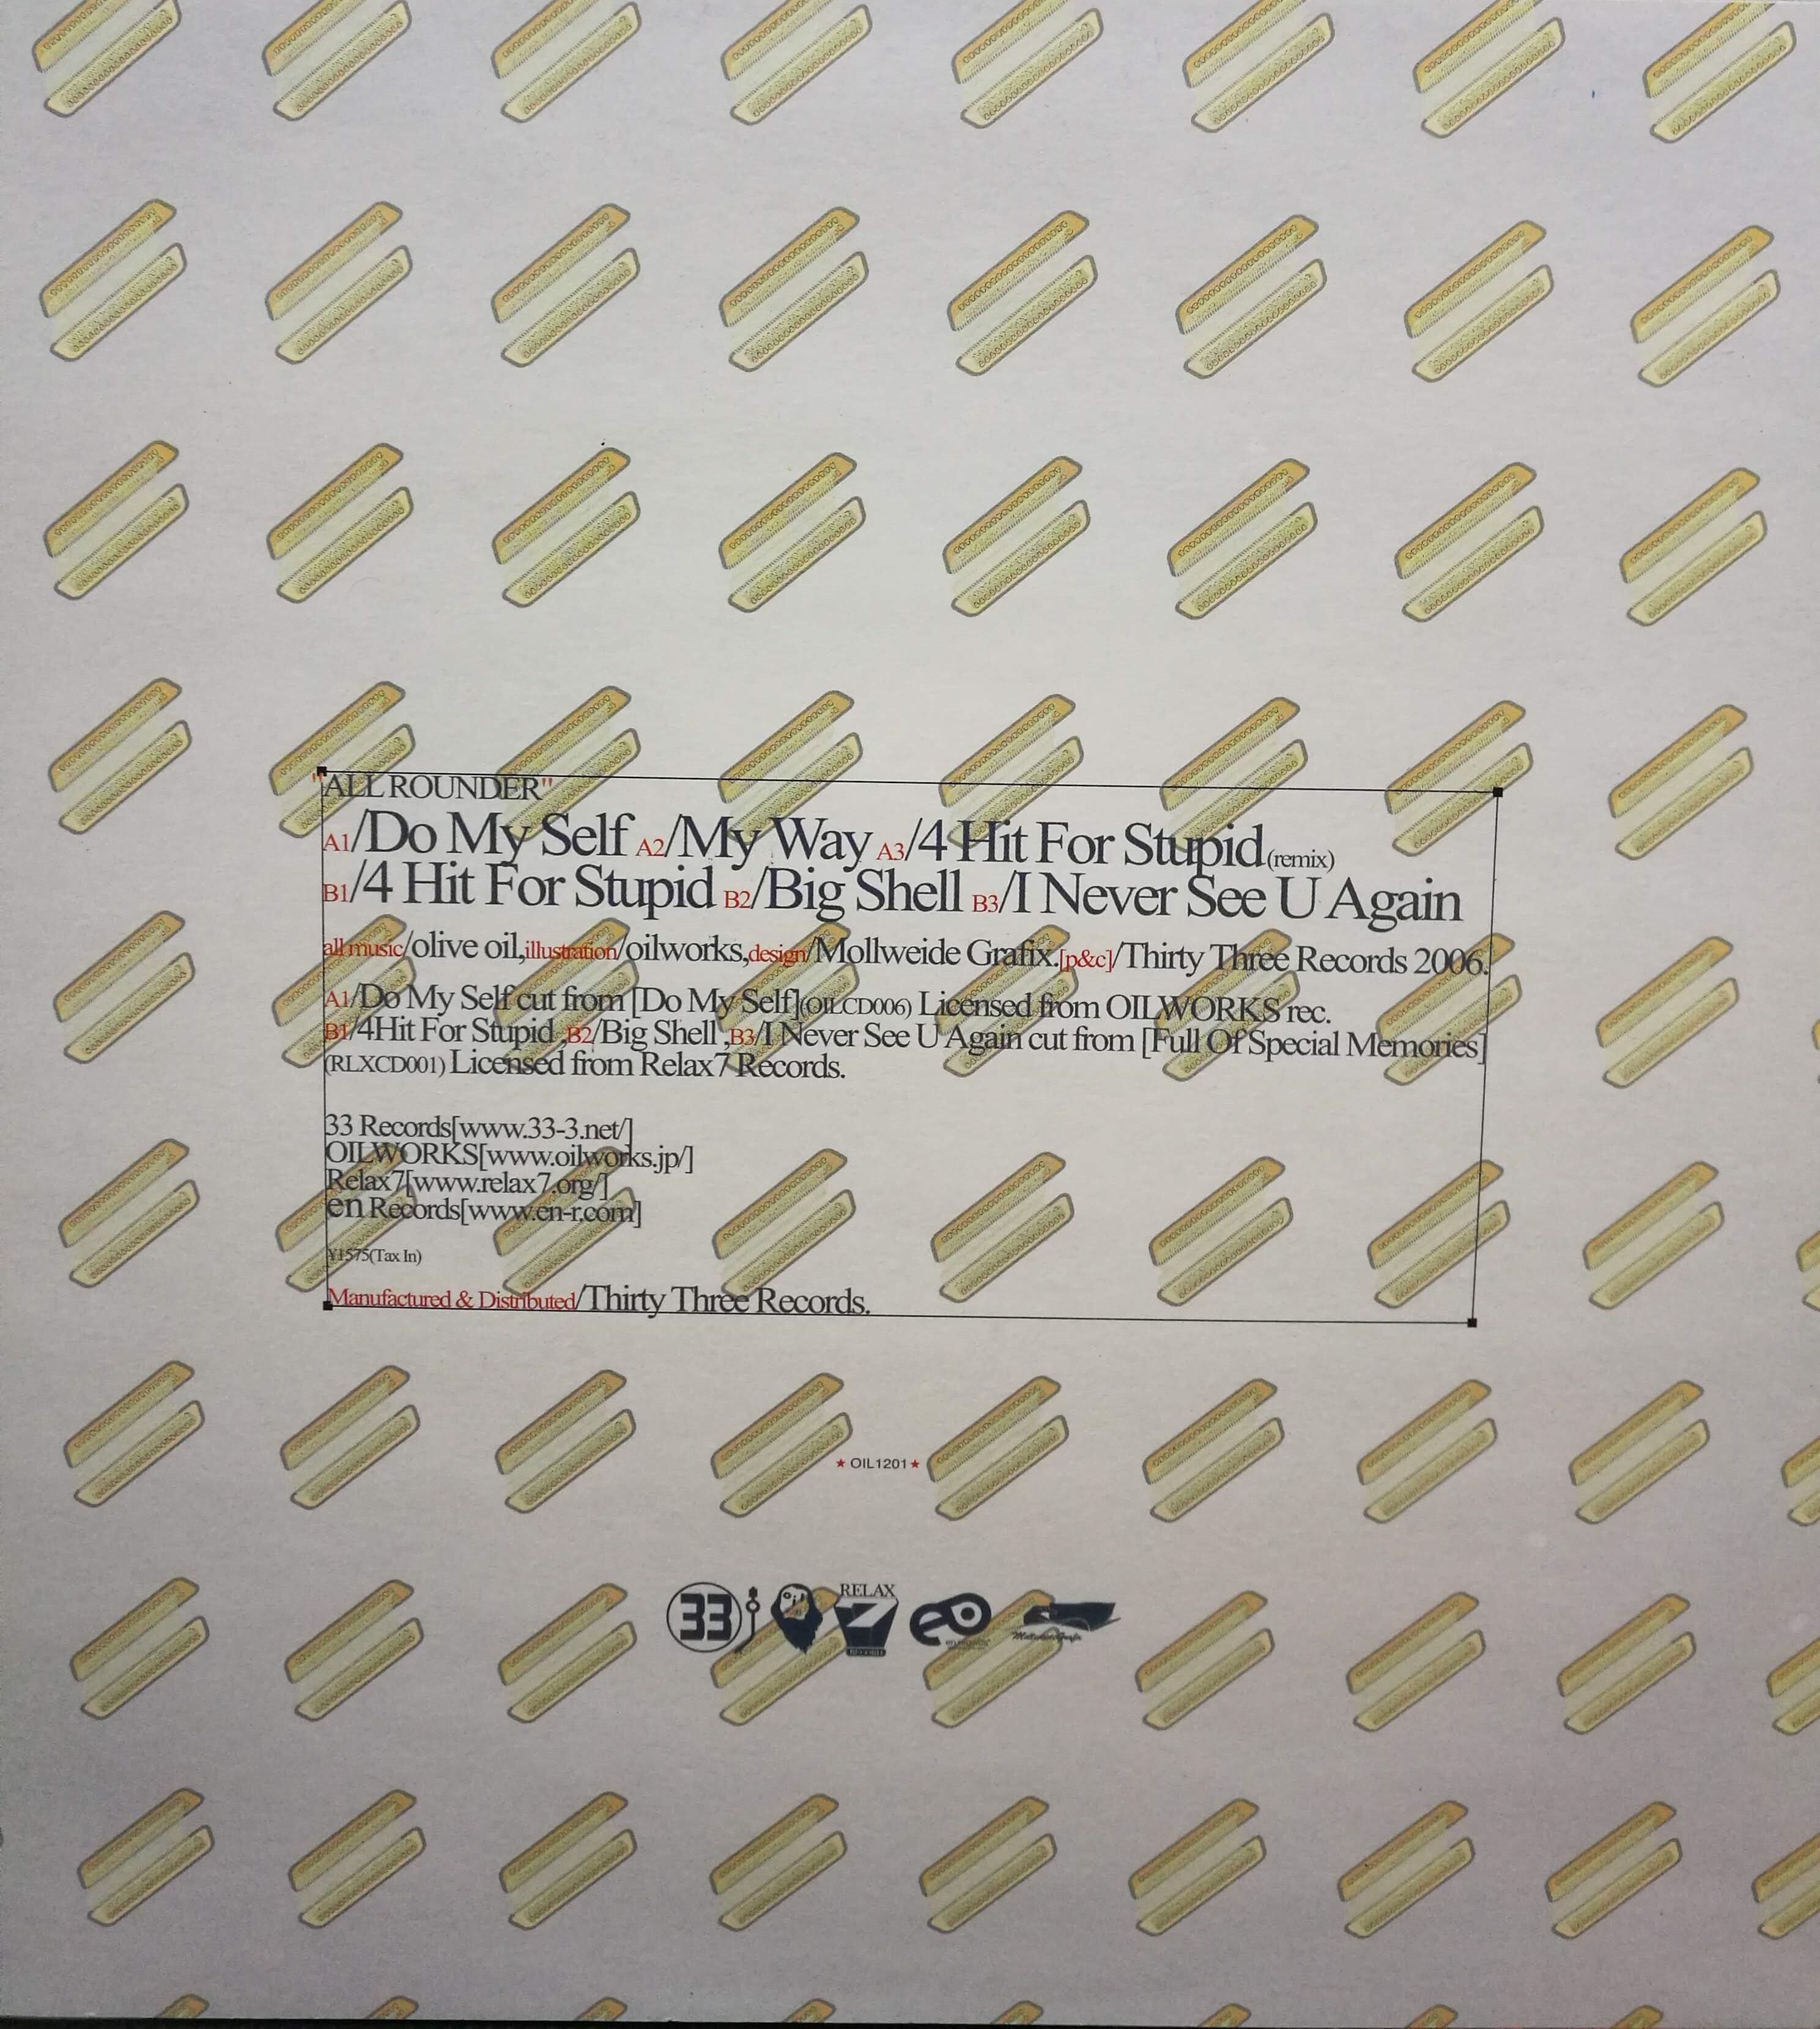 "ALL ROUNDER"
A1/Do My Self A2/My Way A3/4 Hit For Stupid(remix)
B1/4 Hit For Stupid B2/Big Shell B3/I Never See U Again
all music/olive oil,illustration/oilworks,design/Mollweide Grafix.[p&c]/Thirty Three Records 2006.
A1/Do My Self cut from [Do My Self](OILCD006) Licensed from OILWORKS rec.
B1/4Hit For Stupid ,B2/Big Shell ,B3/I Never See U Again cut from [Full Of Special Memories]
(RLXCD001) Licensed from Relax7 Records.
33 Records[www.33-3.net/]
OILWORKS[www.oilworks.jp/]
Relax7[www.relax7.org/]
en Records[www.en-r.com]
¥1575(Tax In)
Manufactured & Distributed/Thirty Three Records.
★ OIL1201 ★
33
RELAX
7